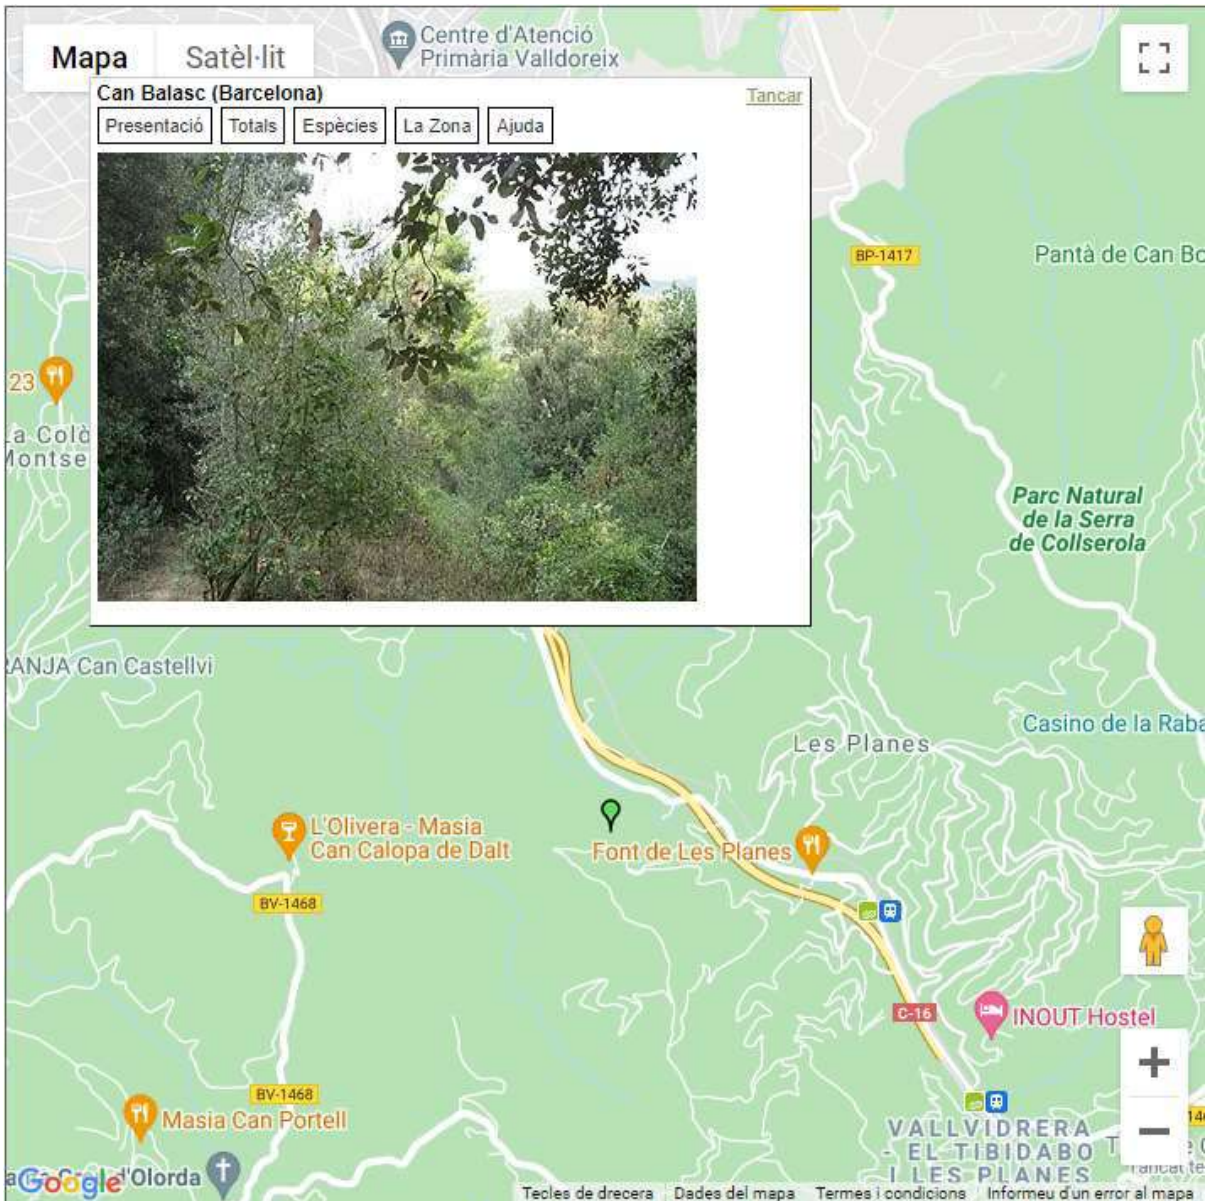 Mapa
Satèl·lit
Centre d'Atenció
Primària Valldoreix
Can Balasc (Barcelona)
Tancar
Presentació
Totals
Espècies
La Zona
Ajuda
BP-1417
Pantà de Can Bo
23
La Colò
Montse
Parc Natural
de la Serra
de Collserola
RANJA Can Castellvi
Casino de la Raba
Les Planes
L'Olivera - Masia
Can Calopa de Dalt
Font de Les Planes
BV-1468
C-16
INOUT Hostel
BV-1468
Masia Can Portell
VALLVIDRERA
- EL TIBIDABO
I LES PLANES
Google
d'Olorda
Tecles de drecera
Dades del mapa
Termes i condicions
Informeu d'un error al mapa